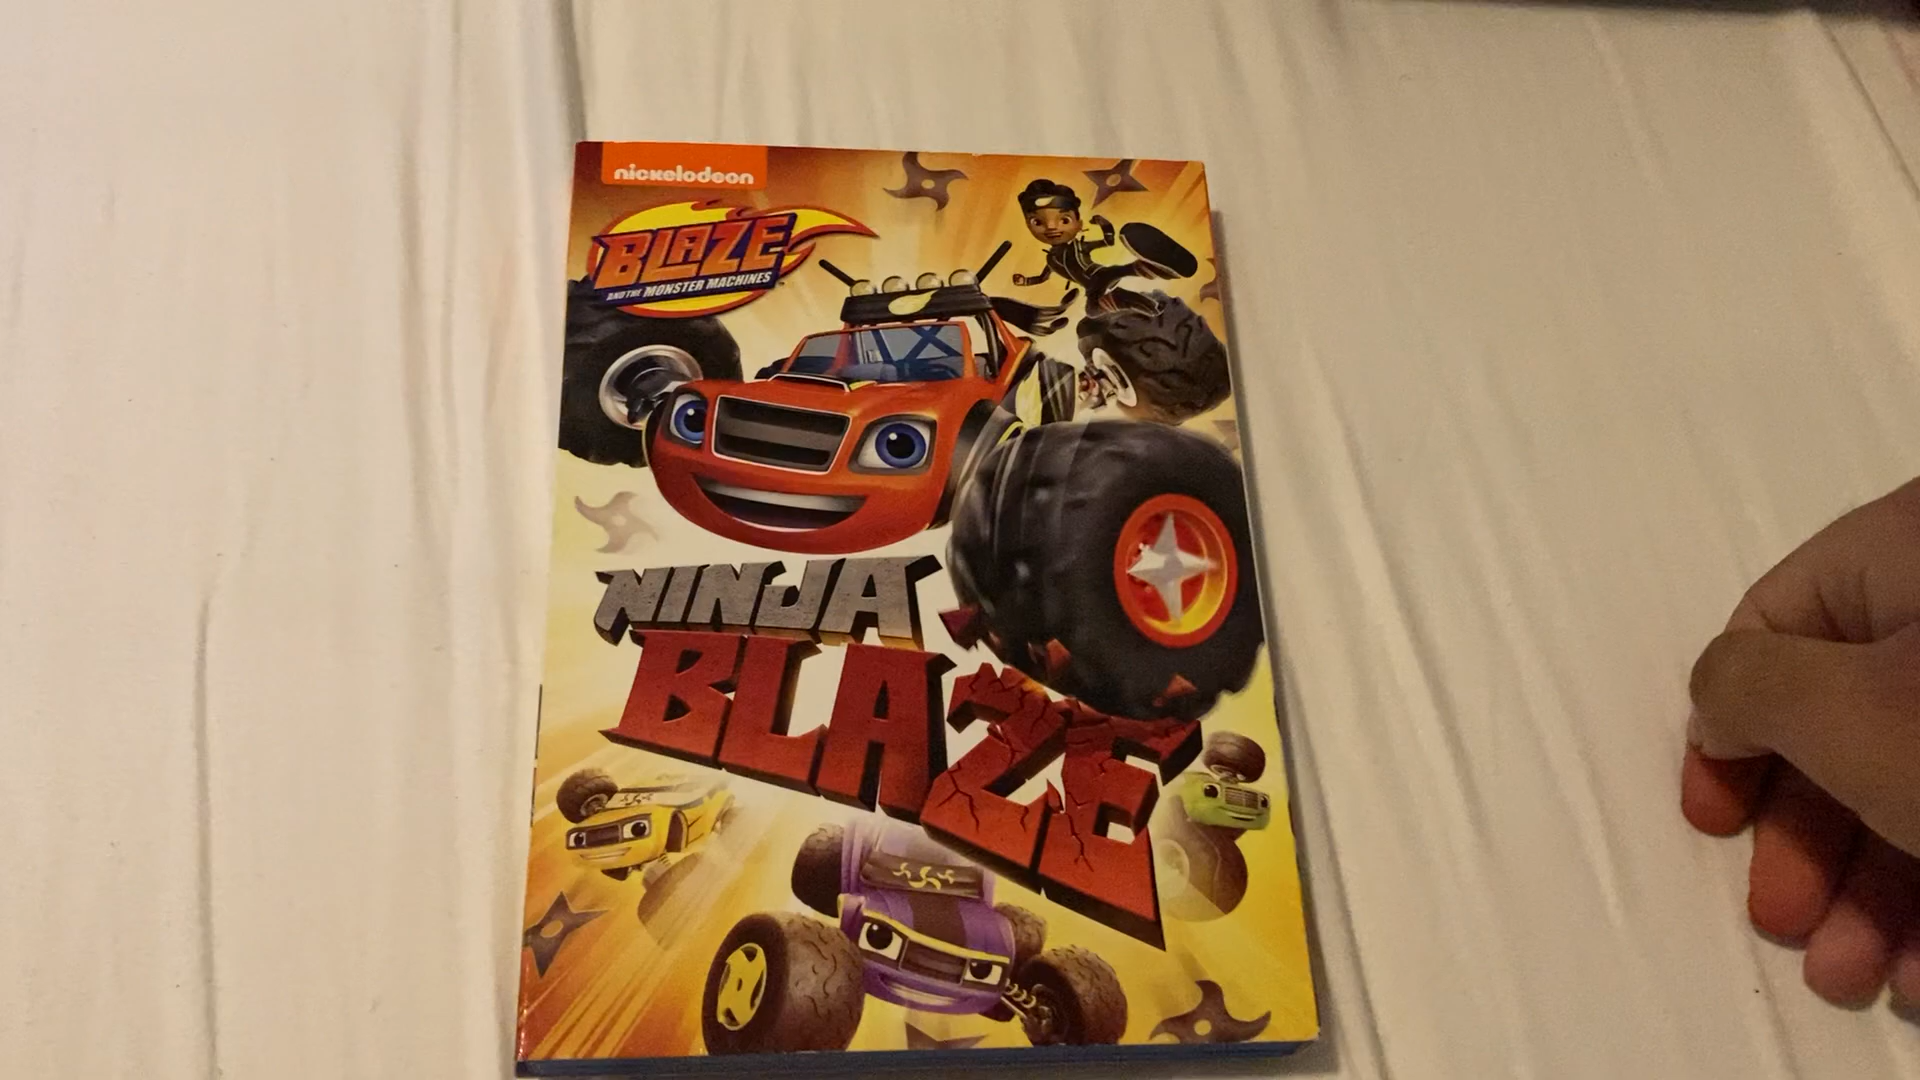 nickelodeon
BLAZE
AND THE MONSTER MACHINES
NINJA
BLAZE